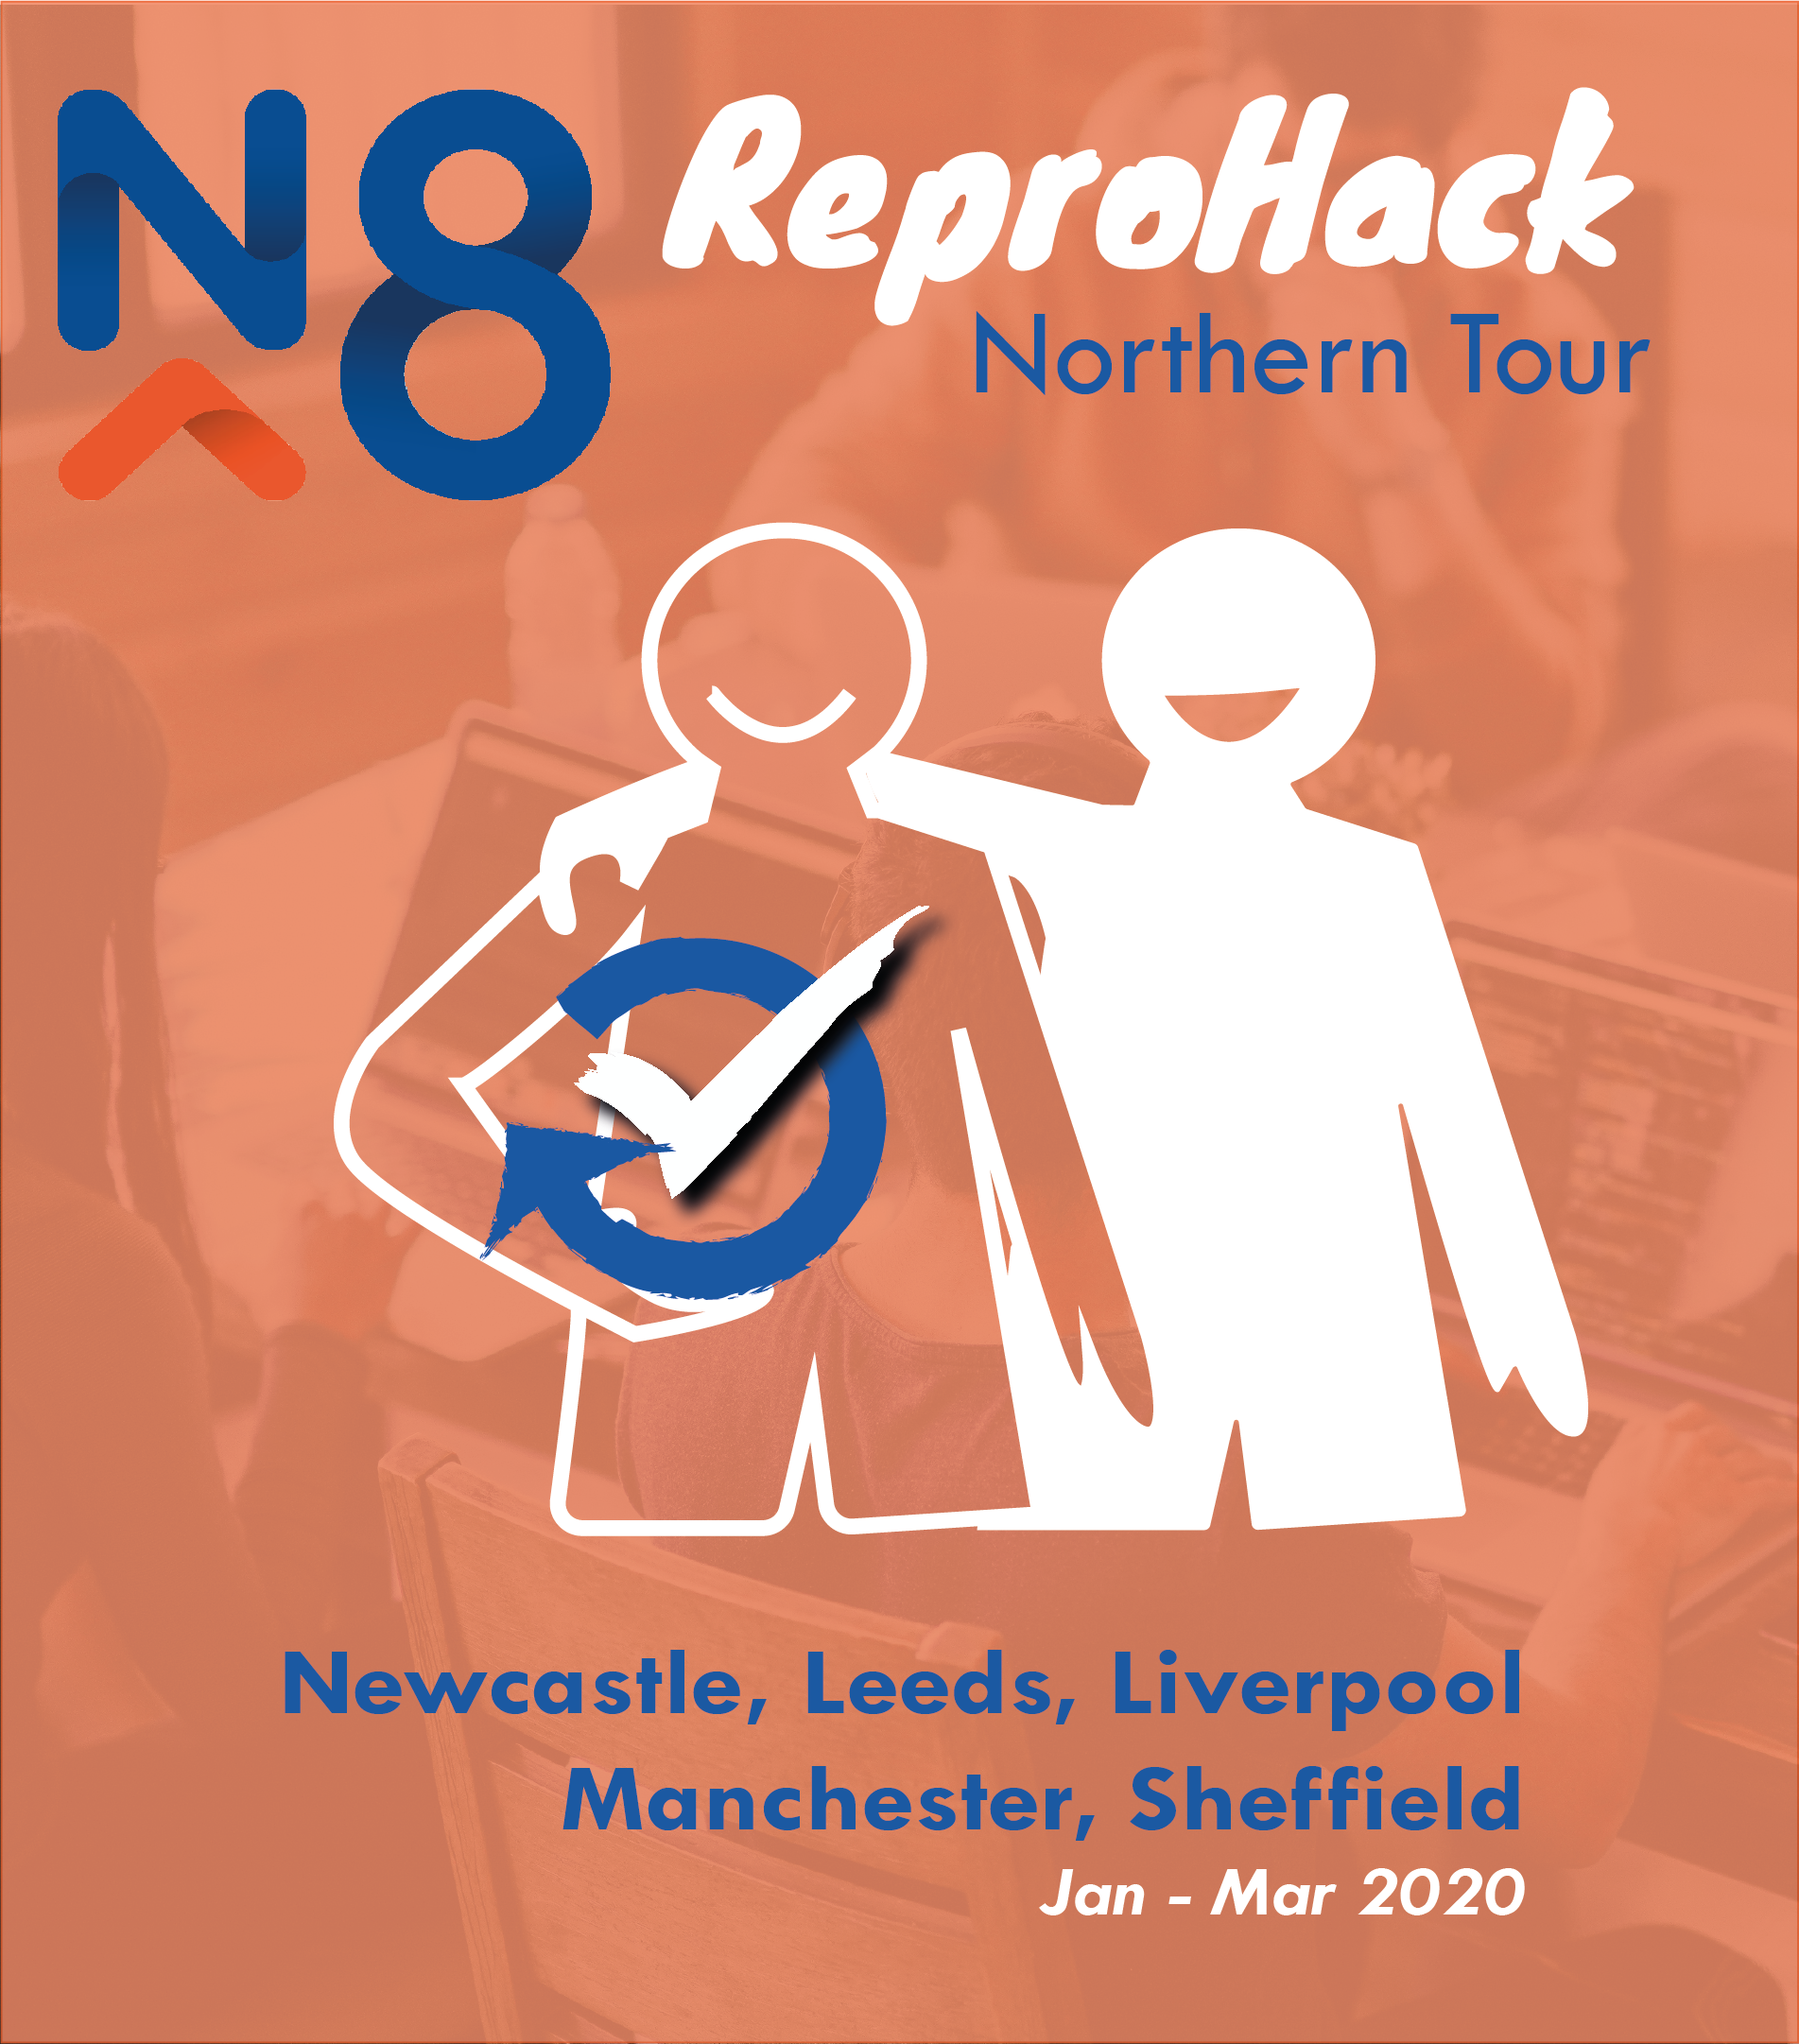 N8
ReproHack
Northern Tour
Newcastle, Leeds, Liverpool
Manchester, Sheffield
Jan - Mar 2020